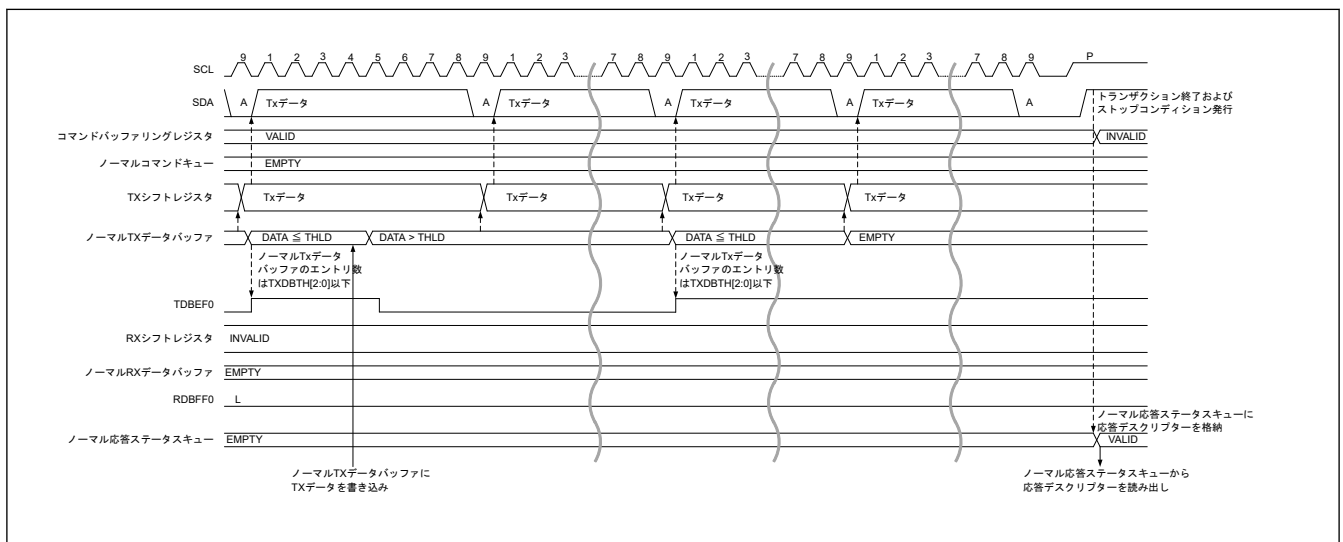 9 1 2 3 4 5 6 7 8 9 1 2 3 7 8 9 1 2 3 7 8 9 1 2 3 7 8 9 P
SCL
SDA A Txデータ A Txデータ A Txデータ A Txデータ A
トランザクション終了および
ストップコンディション発行
コマンドバッファリングレジスタ VALID INVALID
ノーマルコマンドキュー EMPTY
TXシフトレジスタ Txデータ Txデータ Txデータ Txデータ
ノーマルTXデータバッファ DATA ≦ THLD DATA > THLD DATA ≦ THLD EMPTY
ノーマルTxデータ
バッファのエントリ数
はTXDBTH[2:0]以下
ノーマルTxデータ
バッファのエントリ数
はTXDBTH[2:0]以下
TDBEF0
RXシフトレジスタ INVALID
ノーマルRXデータバッファ EMPTY
RDBFF0 L
ノーマル応答ステータスキューに
応答デスクリプターを格納
ノーマル応答ステータスキュー EMPTY VALID
ノーマルTXデータバッファに
TXデータを書き込み
ノーマル応答ステータスキューから
応答デスクリプターを読み出し